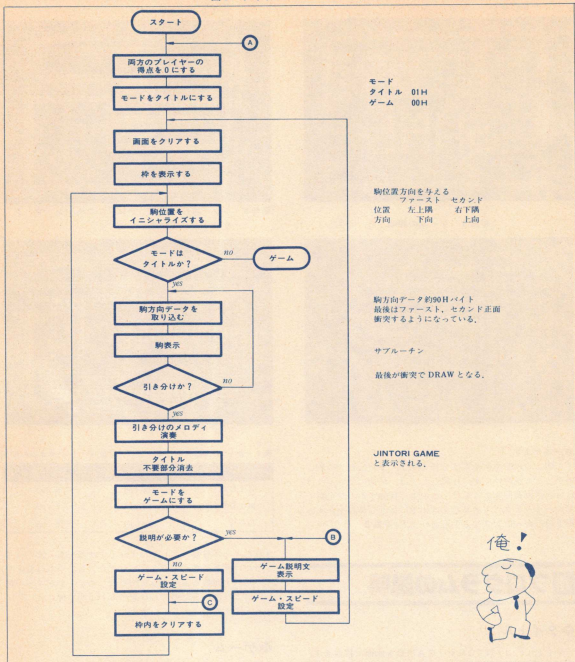 スタート
A
両方のプレイヤーの
得点を0にする
モードをタイトルにする
モード
タイトル 01H
ゲーム 00H
画面をクリアする
枠を表示する
駒位置を
イニシャライズする
駒位置方向を与える
ファースト セカンド
位置 左上隅 右下隅
方向 下向 上向
モードは
タイトルか?
no
ゲーム
yes
駒方向データを
取り込む
駒方向データ約90Hバイト
最後はファースト,セカンド正面
衝突するようになっている.
駒表示
サブルーチン
引き分けか?
no
最後が衝突でDRAWとなる.
yes
引き分けのメロディ
演奏
タイトル
不要部分消去
JINTORI GAME
と表示される.
モードを
ゲームにする
説明が必要か?
yes
B
no
ゲーム説明文
表示
ゲーム・スピード
設定
ゲーム・スピード
設定
C
枠内をクリアする
俺!